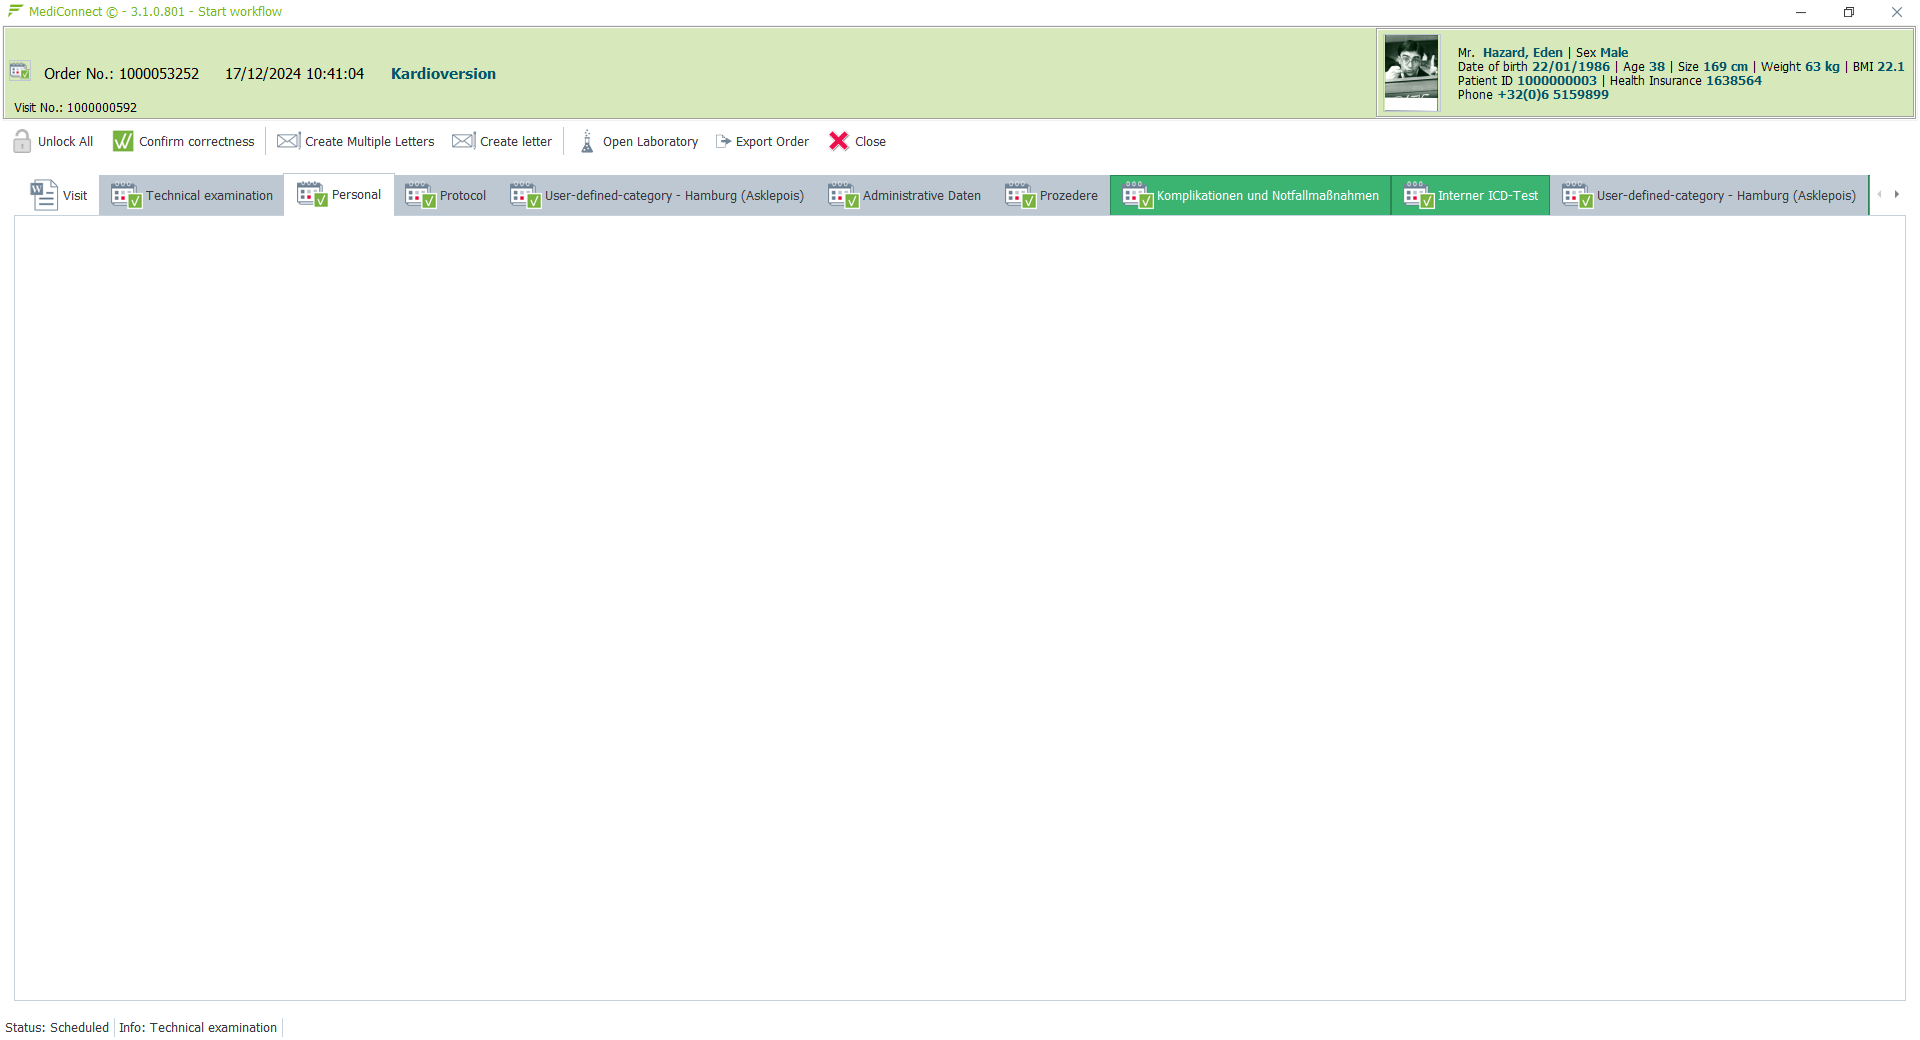 MediConnect © - 3.1.0.801 - Start workflow
Order No.: 1000053252 17/12/2024 10:41:04 Kardioversion
Visit No.: 1000000592
Mr. Hazard, Eden | Sex Male
Date of birth 22/01/1986 | Age 38 | Size 169 cm | Weight 63 kg | BMI 22.1
Patient ID 1000000003 | Health Insurance 1638564
Phone +32(0)6 5159899
Unlock All Confirm correctness Create Multiple Letters Create letter Open Laboratory Export Order Close
Visit Technical examination Personal Protocol User-defined-category - Hamburg (Asklepois) Administrative Daten Prozedere Komplikationen und Notfallmaßnahmen Interner ICD-Test User-defined-category - Hamburg (Asklepois)
Status: Scheduled Info: Technical examination